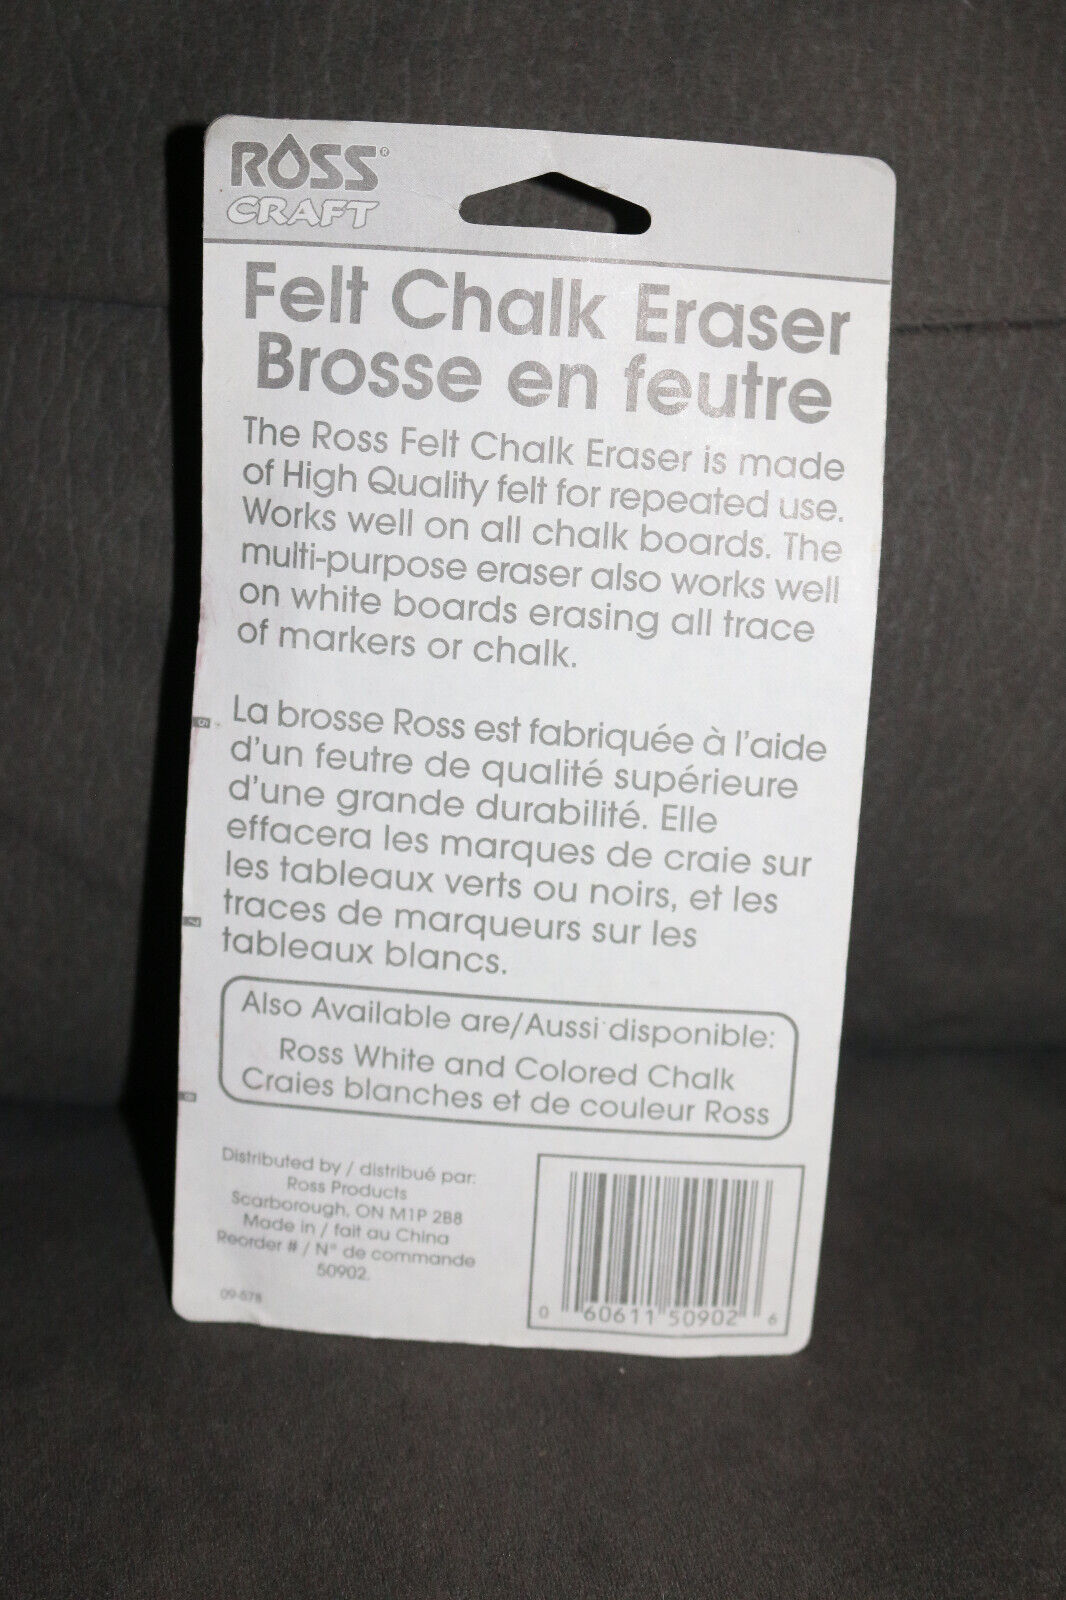 ROSS®
CRAFT
Felt Chalk Eraser
Brosse en feutre
The Ross Felt Chalk Eraser is made
of High Quality felt for repeated use.
Works well on all chalk boards. The
multi-purpose eraser also works well
on white boards erasing all trace
of markers or chalk.
La brosse Ross est fabriquée à l'aide
d'un feutre de qualité supérieure
d'une grande durabilité. Elle
effacera les marques de craie sur
les tableaux verts ou noirs, et les
traces de marqueurs sur les
tableaux blancs.
Also Available are/Aussi disponible:
Ross White and Colored Chalk
Craies blanches et de couleur Ross
Distributed by / distribué par:
Ross Products
Scarborough, ON M1P 2B8
Made in / fait au China
Reorder # / N° de commande
50902.
09-578
0 60611 50902 6